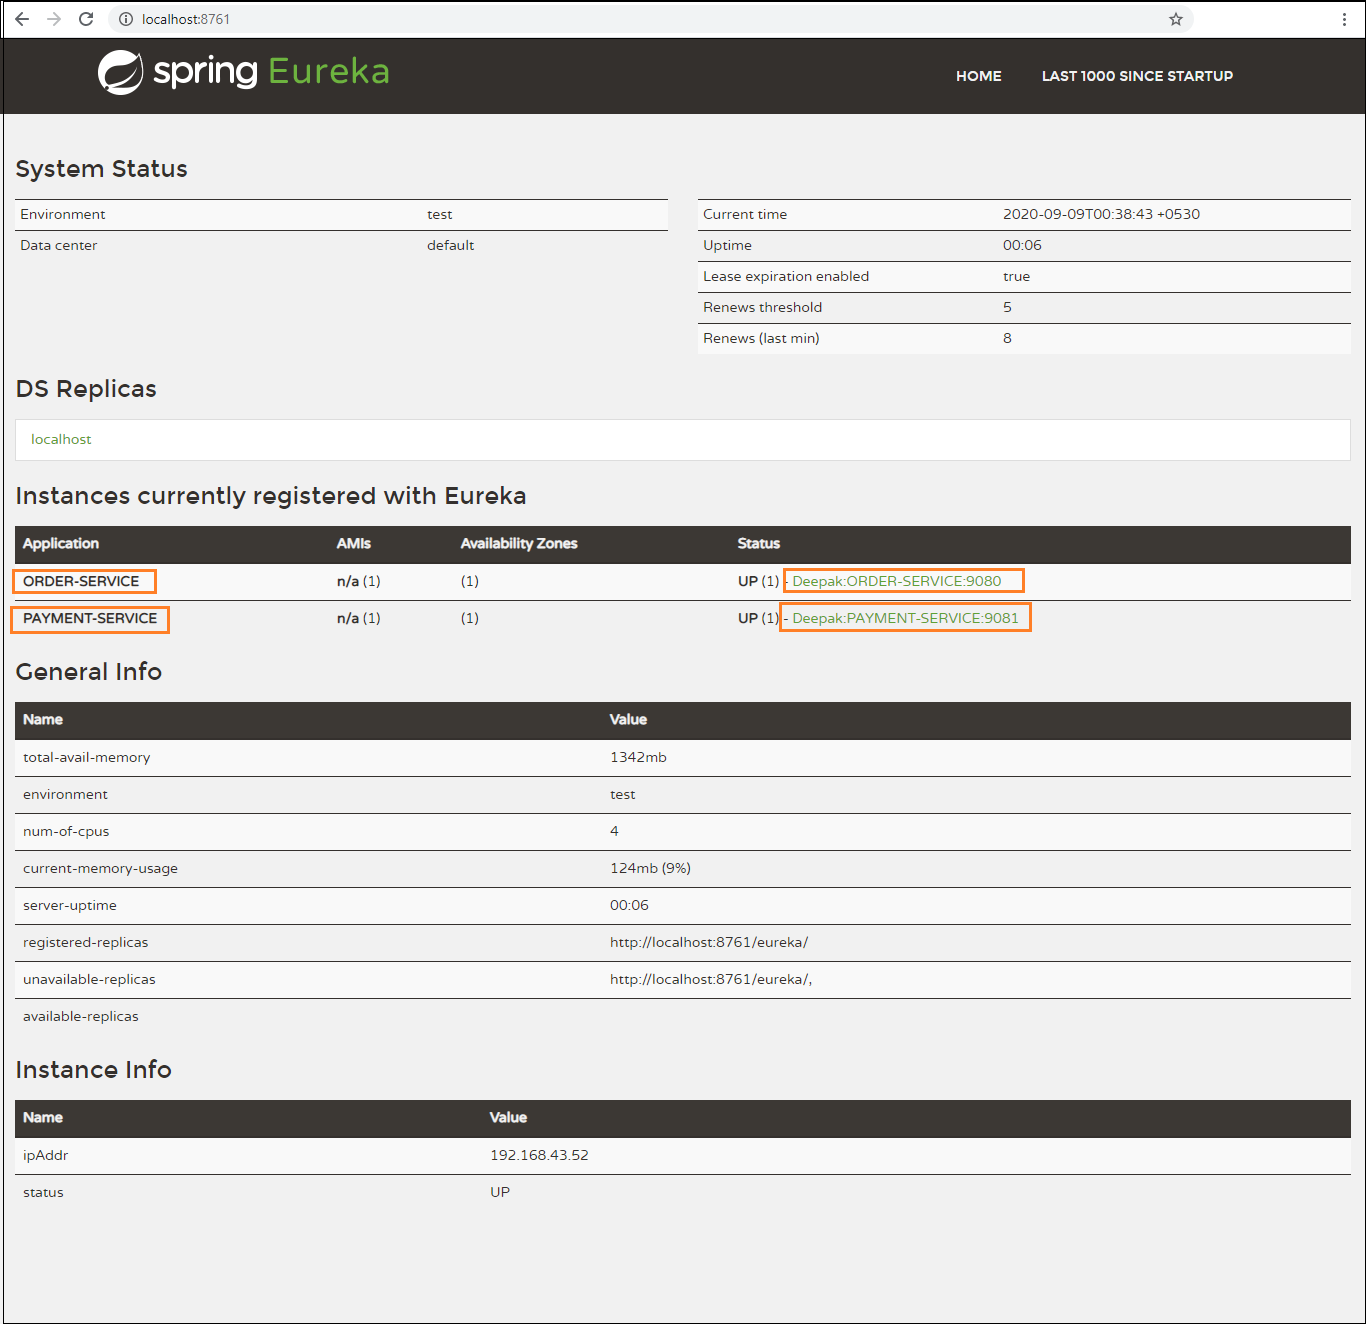 localhost:8761
spring Eureka HOME LAST 1000 SINCE STARTUP
System Status
Environment test
Data center default
Current time 2020-09-09T00:38:43 +0530
Uptime 00:06
Lease expiration enabled true
Renews threshold 5
Renews (last min) 8
DS Replicas
localhost
Instances currently registered with Eureka
Application AMIs Availability Zones Status
ORDER-SERVICE n/a (1) (1) UP (1) - Deepak:ORDER-SERVICE:9080
PAYMENT-SERVICE n/a (1) (1) UP (1) - Deepak:PAYMENT-SERVICE:9081
General Info
Name Value
total-avail-memory 1342mb
environment test
num-of-cpus 4
current-memory-usage 124mb (9%)
server-uptime 00:06
registered-replicas http://localhost:8761/eureka/
unavailable-replicas http://localhost:8761/eureka/,
available-replicas
Instance Info
Name Value
ipAddr 192.168.43.52
status UP